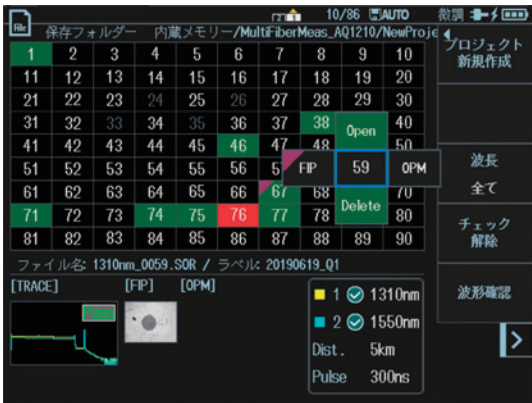 10/86 AUTO 微調
File 保存フォルダー 内蔵メモリー/MultiFiberMeas_AQ1210/NewProje
プロジェクト
新規作成
1 2 3 4 5 6 7 8 9 10
11 12 13 14 15 16 17 18 19 20
21 22 23 24 25 26 27 28 29 30
31 32 33 34 35 36 37 38 Open 40
41 42 43 44 45 46 47 48 50
51 52 53 54 55 56 5 FIP 59 OPM
61 62 63 64 65 66 67 68 Delete 70
71 72 73 74 75 76 77 78 80
81 82 83 84 85 86 87 88 89 90
波長
全て
チェック
解除
波形確認
ファイル名: 1310nm_0059.SOR / ラベル: 20190619_Q1
[TRACE] [FIP] [OPM]
1 1310nm
2 1550nm
Dist. 5km
Pulse 300ns